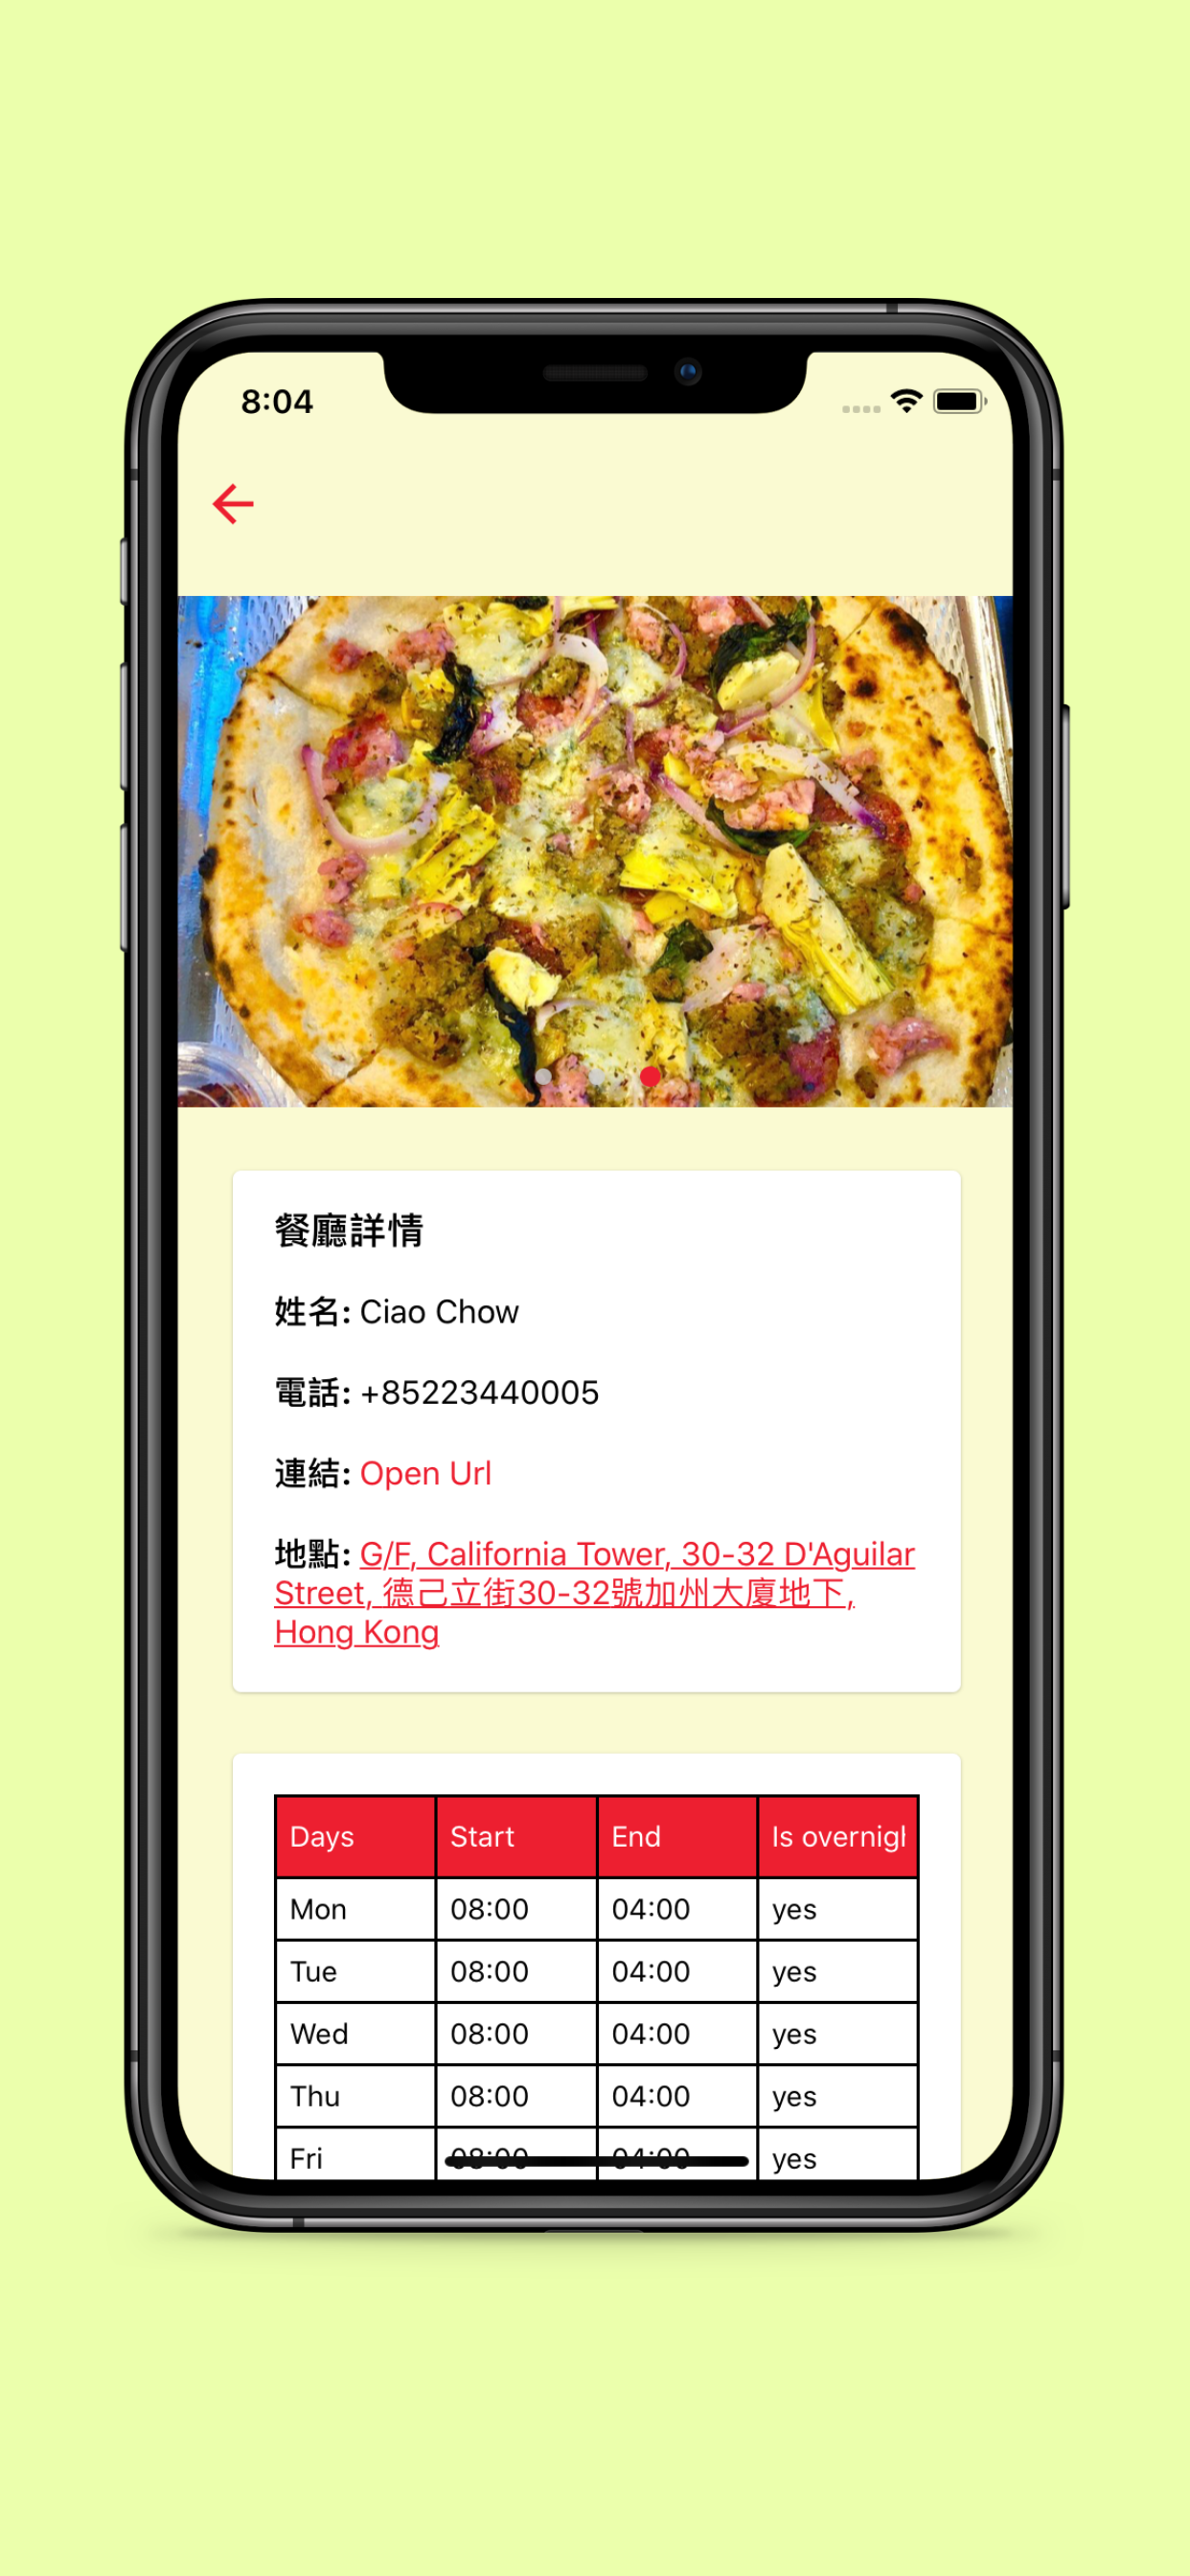 8:04
餐廳詳情
姓名: Ciao Chow
電話: +85223440005
連結: Open Url
地點: G/F, California Tower, 30-32 D'Aguilar
Street, 德己立街30-32號加州大廈地下,
Hong Kong
Days Start End Is overnigh
Mon 08:00 04:00 yes
Tue 08:00 04:00 yes
Wed 08:00 04:00 yes
Thu 08:00 04:00 yes
Fri 08:00 04:00 yes